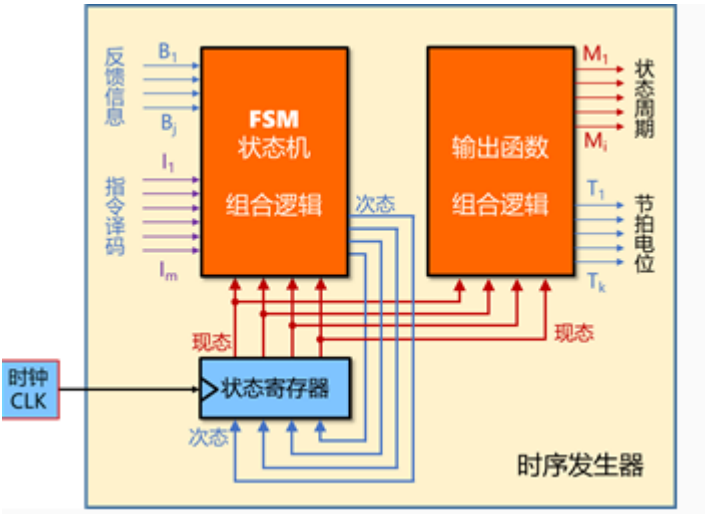 反馈信息
B1
Bj
指令译码
I1
Im
FSM
状态机
组合逻辑
次态
输出函数
组合逻辑
M1
Mi
状态周期
T1
Tk
节拍电位
现态
现态
时钟
CLK
状态寄存器
次态
时序发生器